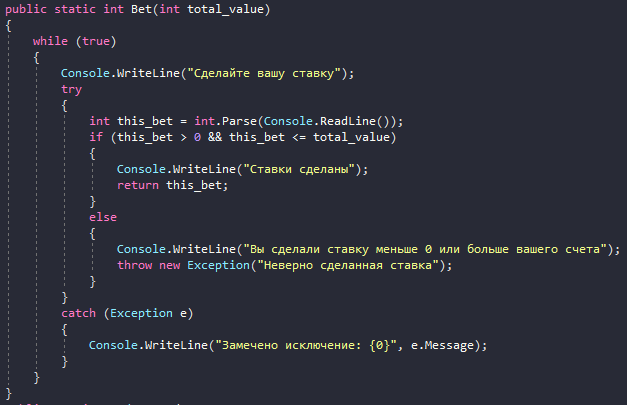 public static int Bet(int total_value)
{
while (true)
{
Console.WriteLine("Сделайте вашу ставку");
try
{
int this_bet = int.Parse(Console.ReadLine());
if (this_bet > 0 && this_bet <= total_value)
{
Console.WriteLine("Ставки сделаны");
return this_bet;
}
else
{
Console.WriteLine("Вы сделали ставку меньше 0 или больше вашего счета");
throw new Exception("Неверно сделанная ставка");
}
}
catch (Exception e)
{
Console.WriteLine("Замечено исключение: {0}", e.Message);
}
}
}